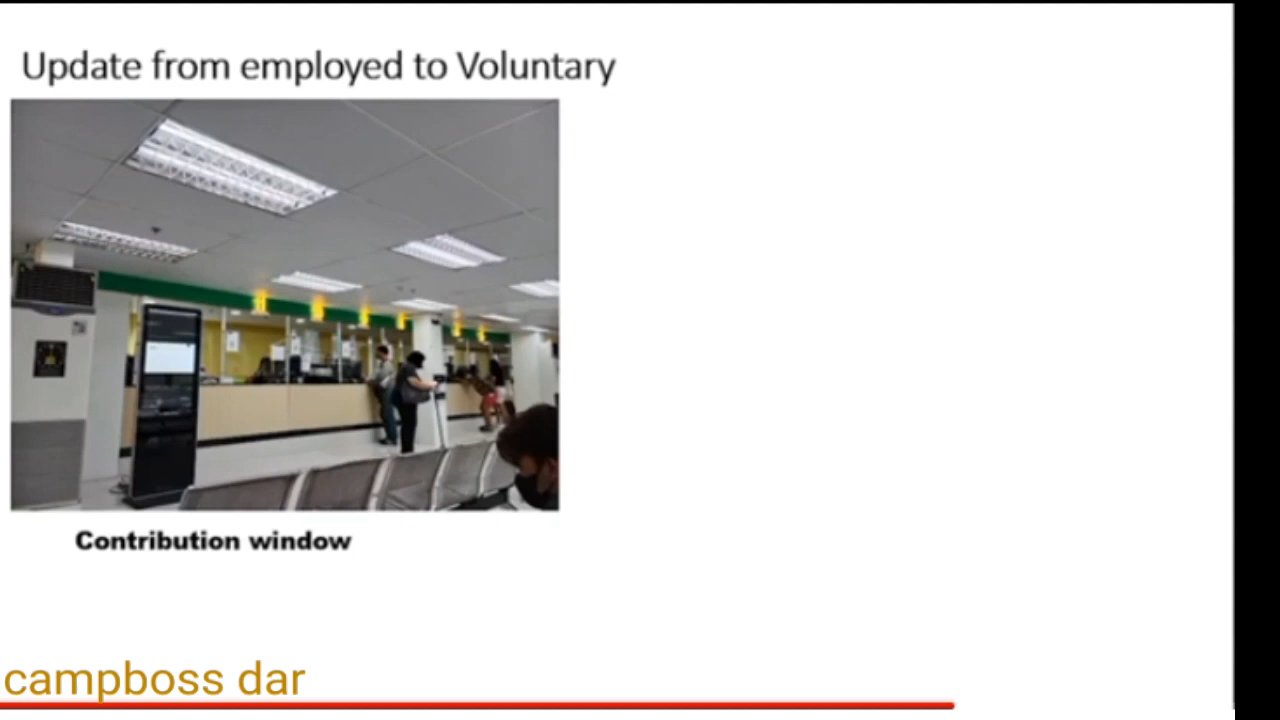 Update from employed to Voluntary
Contribution window
campboss dar